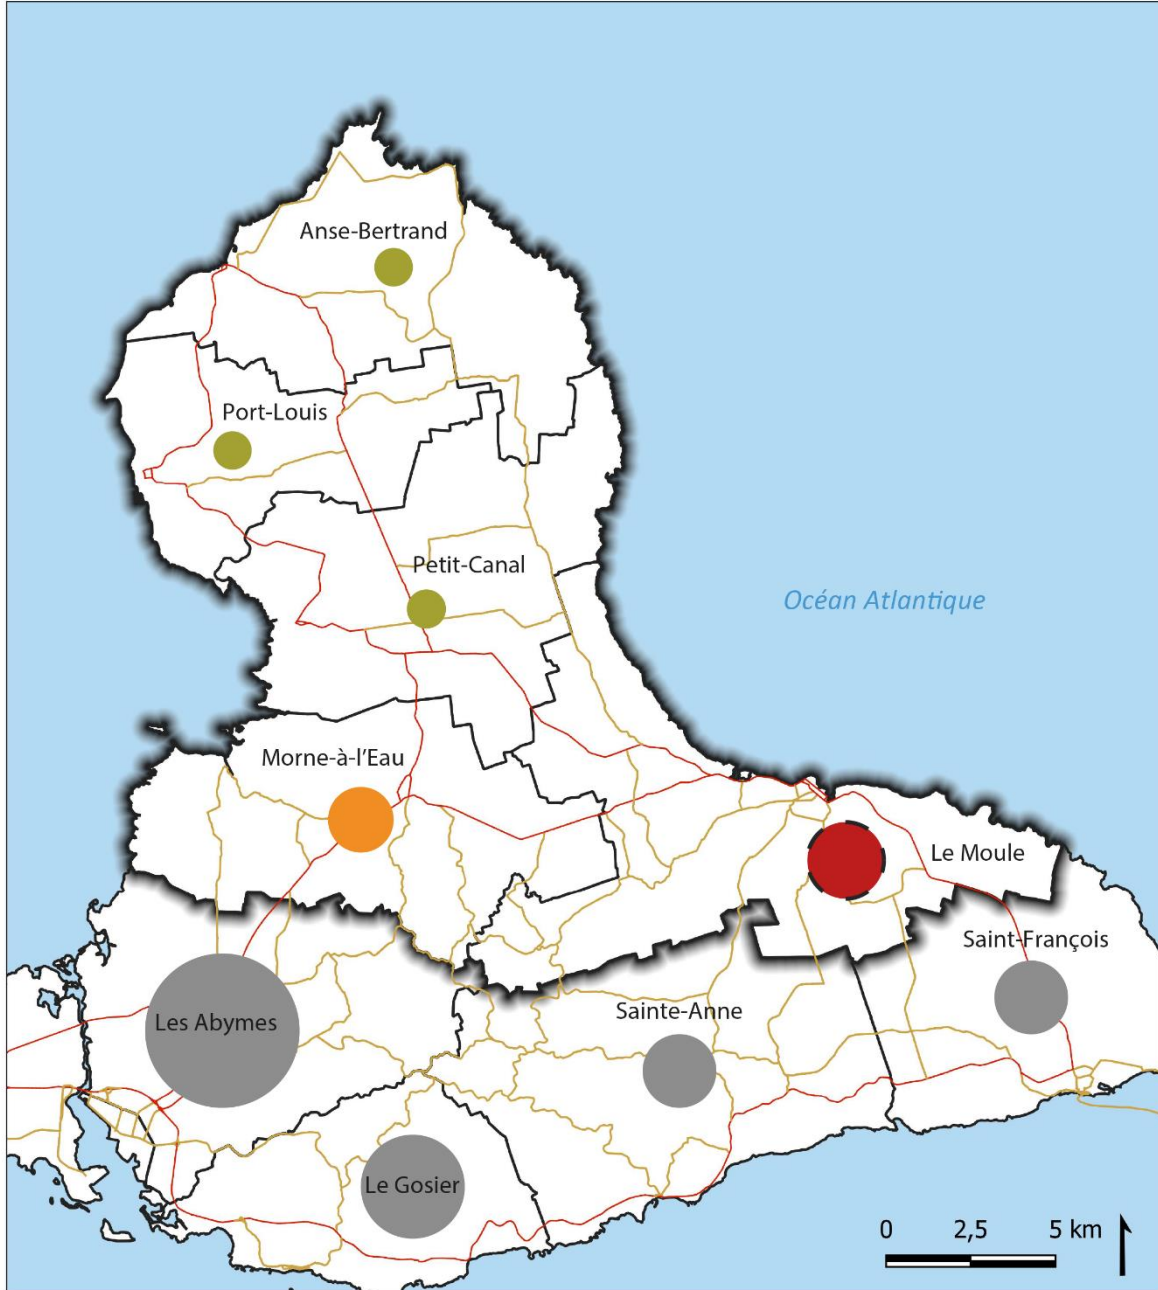 Anse-Bertrand
Port-Louis
Petit-Canal
Océan Atlantique
Morne-à-l'Eau
Le Moule
Saint-François
Sainte-Anne
Les Abymes
Le Gosier
0 2,5 5 km